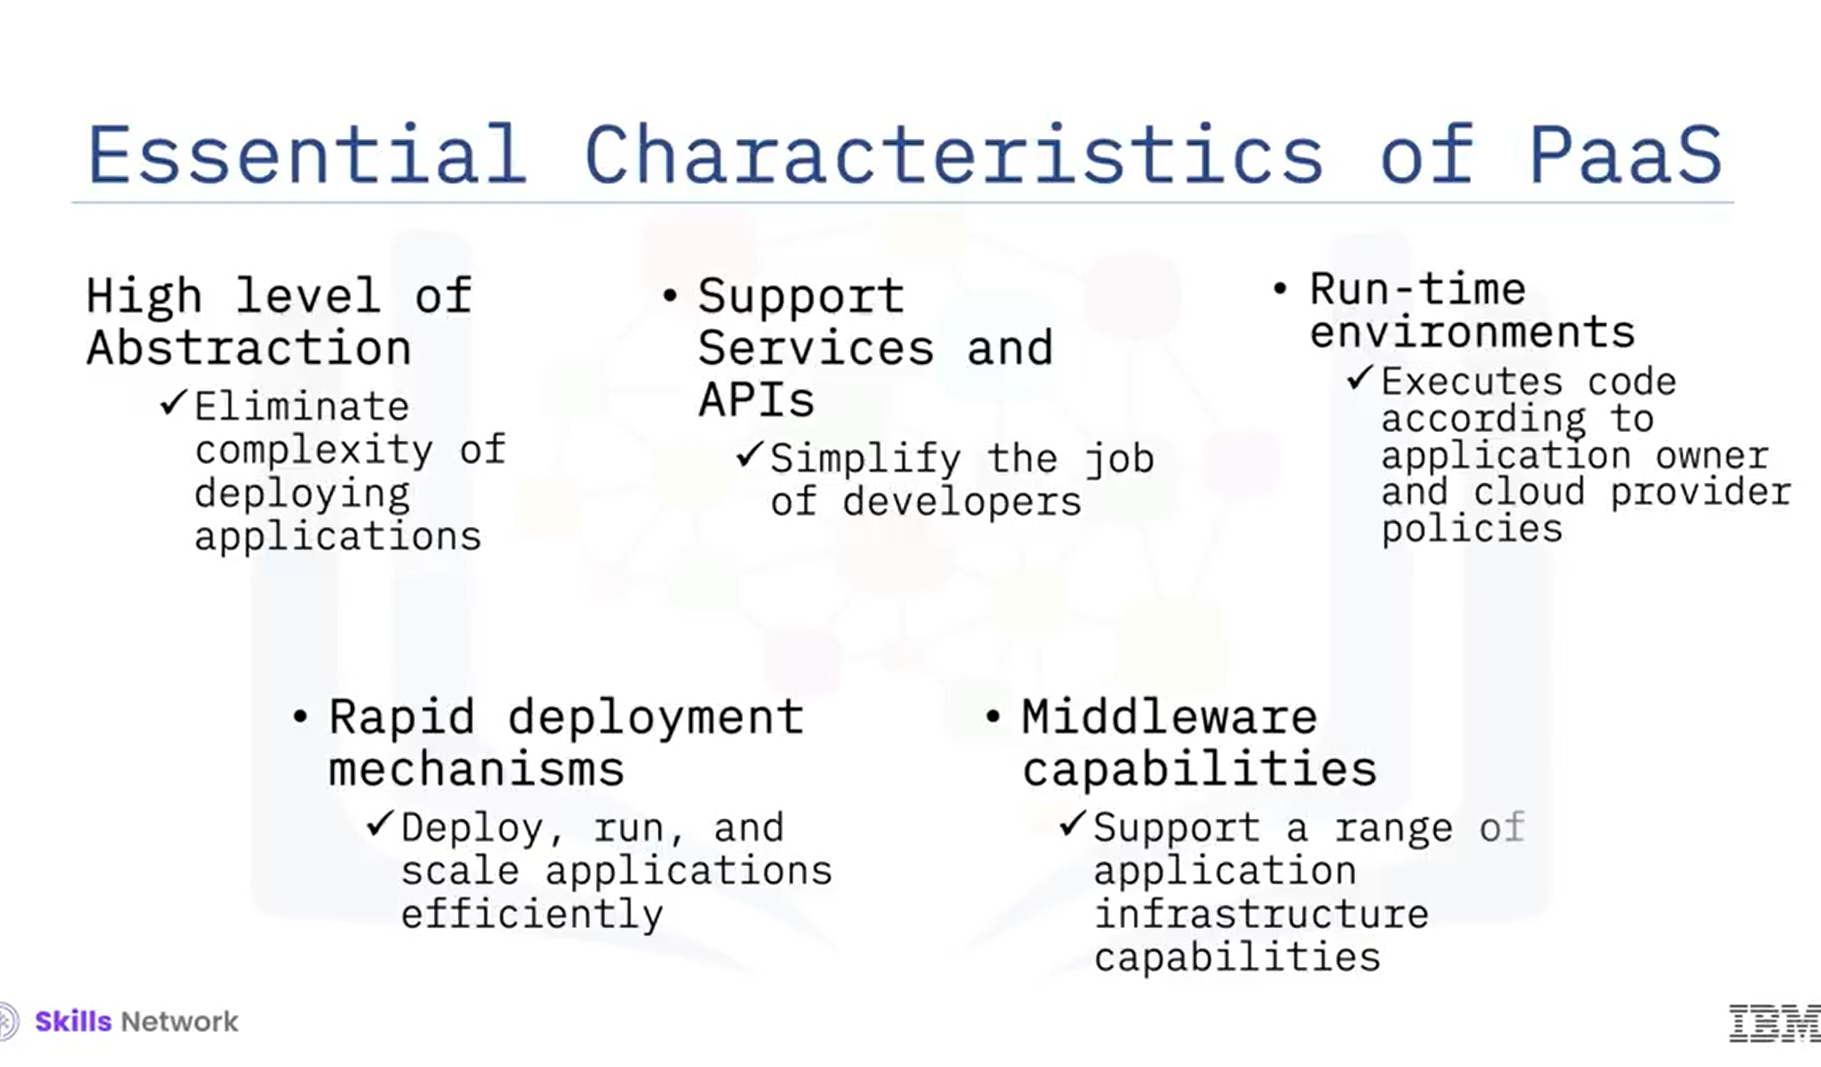 Essential Characteristics of PaaS
High level of
Abstraction
✓Eliminate
complexity of
deploying
applications
• Support
Services and
APIs
✓Simplify the job
of developers
• Run-time
environments
✓Executes code
according to
application owner
and cloud provider
policies
• Rapid deployment
mechanisms
✓Deploy, run, and
scale applications
efficiently
• Middleware
capabilities
✓Support a range of
application
infrastructure
capabilities
Skills Network
IBM